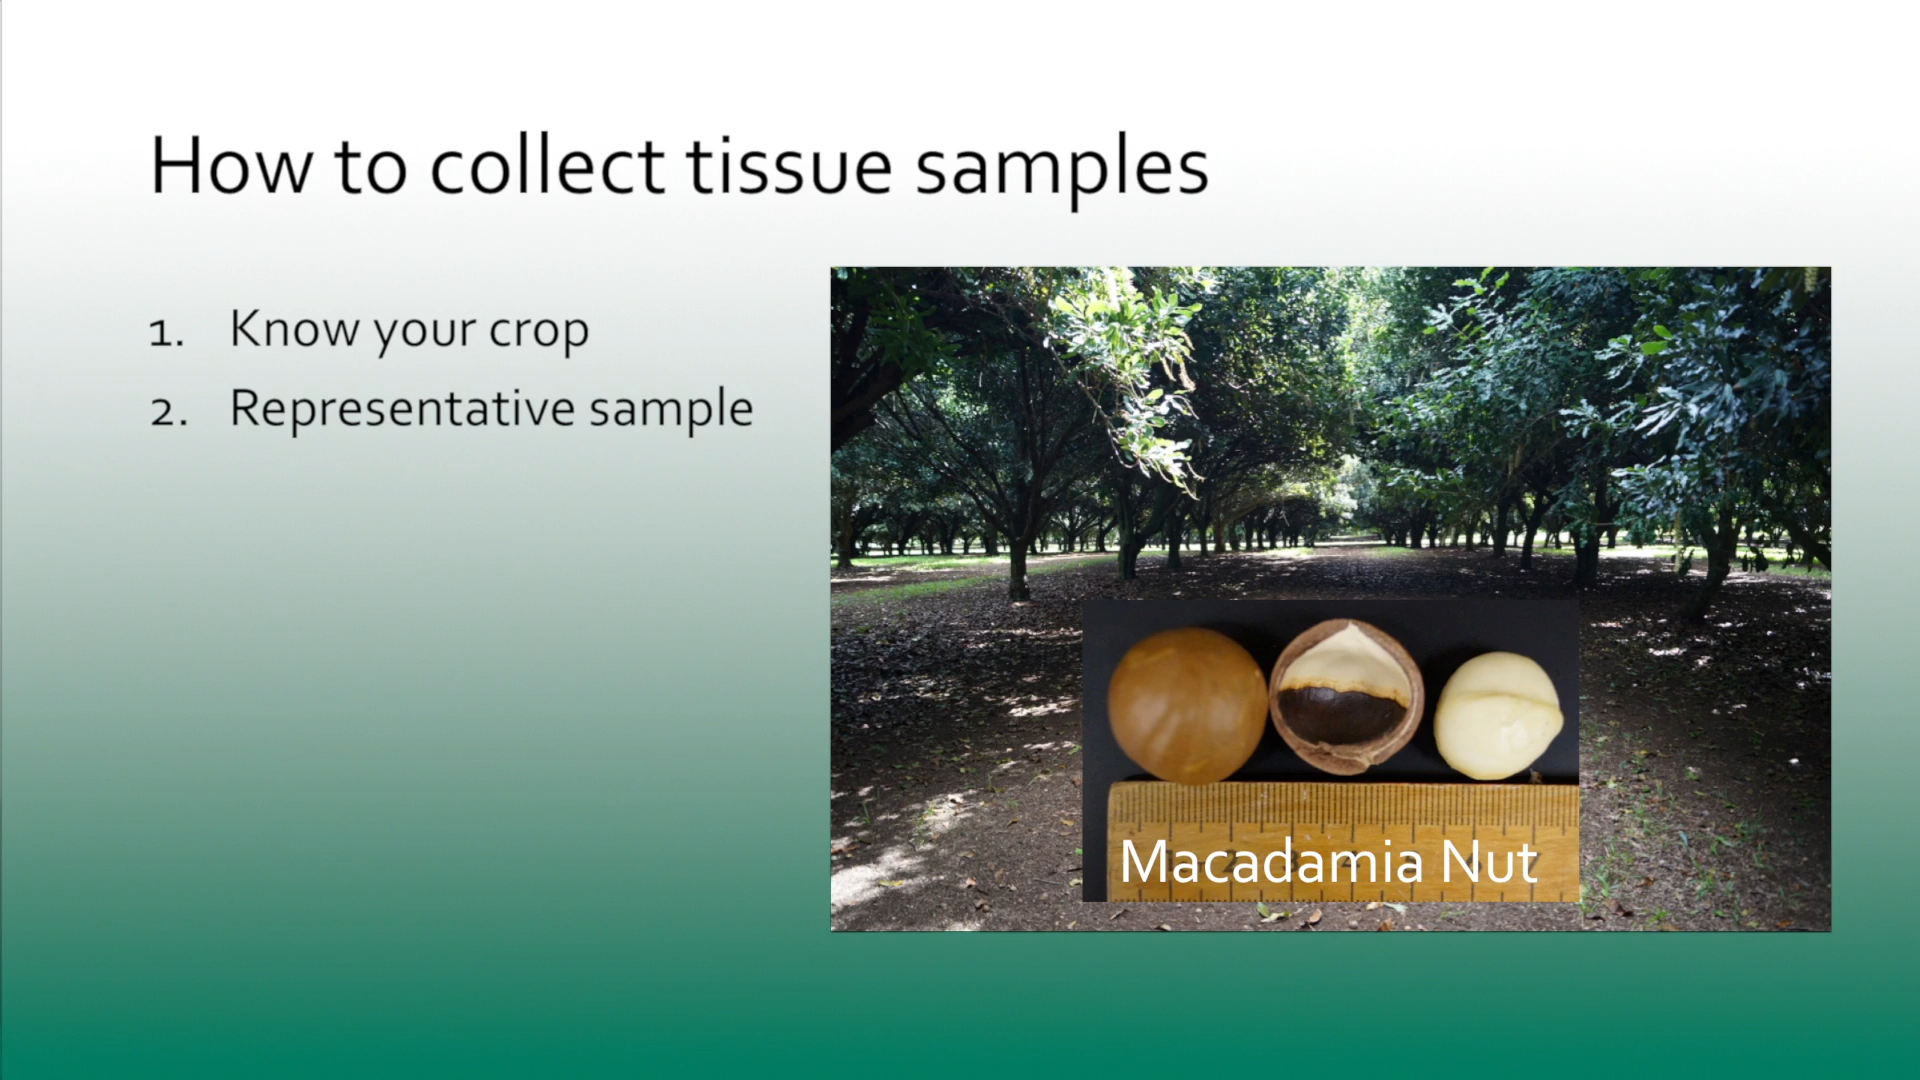 How to collect tissue samples
1. Know your crop
2. Representative sample
Macadamia Nut